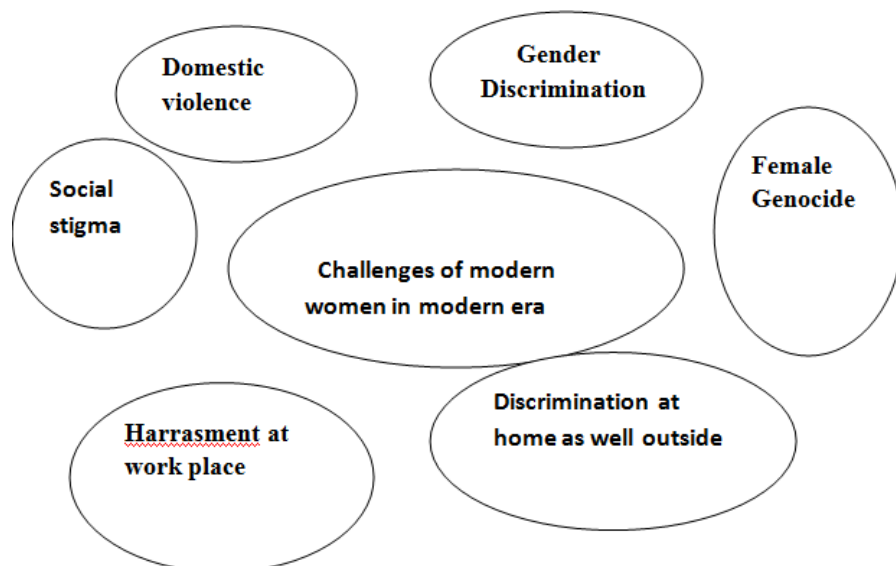 Domestic
violence
Gender
Discrimination
Social
stigma
Female
Genocide
Challenges of modern
women in modern era
Harrasment at
work place
Discrimination at
home as well outside